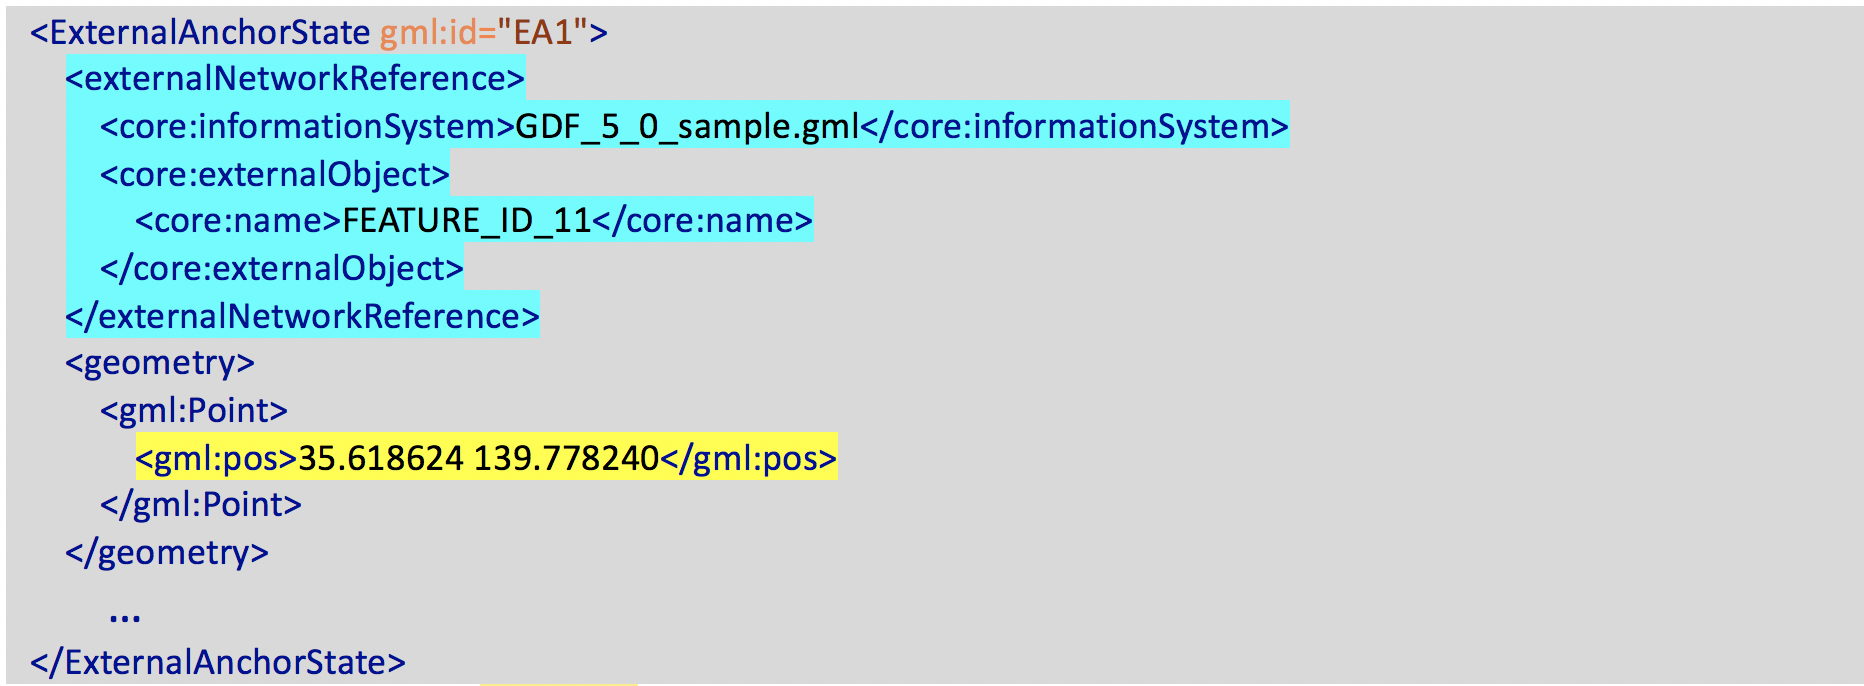 <ExternalAnchorState gml:id="EA1">
<externalNetworkReference>
<core:informationSystem>GDF_5_0_sample.gml</core:informationSystem>
<core:externalObject>
<core:name>FEATURE_ID_11</core:name>
</core:externalObject>
</externalNetworkReference>
<geometry>
<gml:Point>
<gml:pos>35.618624 139.778240</gml:pos>
</gml:Point>
</geometry>
...
</ExternalAnchorState>